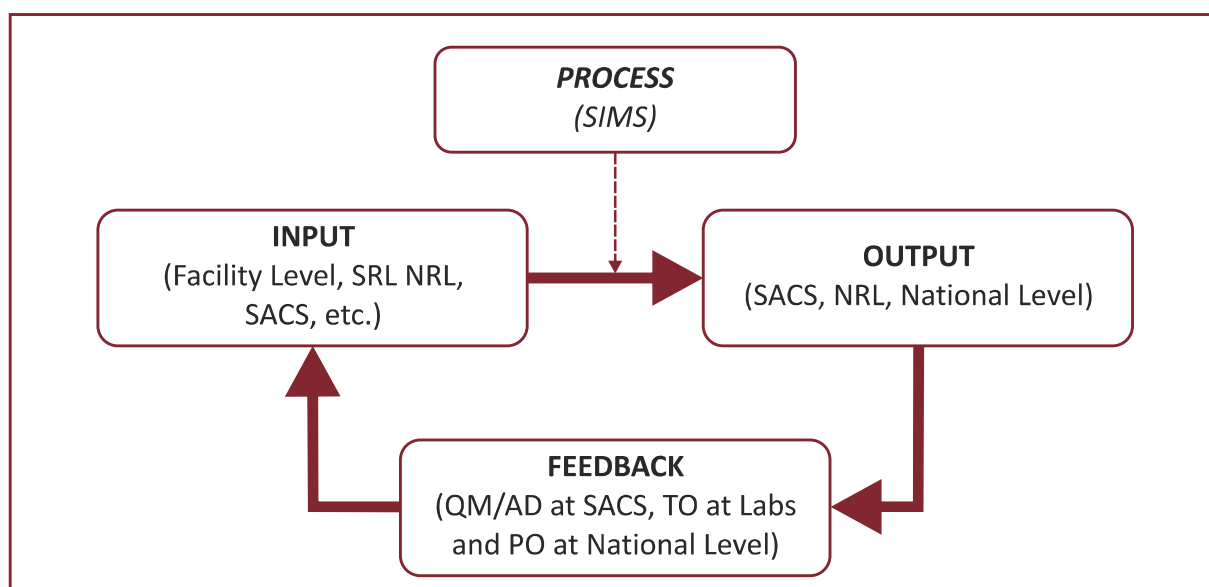 PROCESS
(SIMS)
INPUT
(Facility Level, SRL NRL,
SACS, etc.)
OUTPUT
(SACS, NRL, National Level)
FEEDBACK
(QM/AD at SACS, TO at Labs
and PO at National Level)